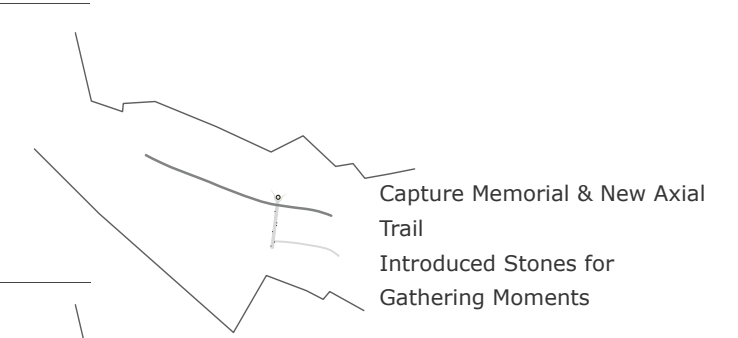 Capture Memorial & New Axial
Trail
Introduced Stones for
Gathering Moments